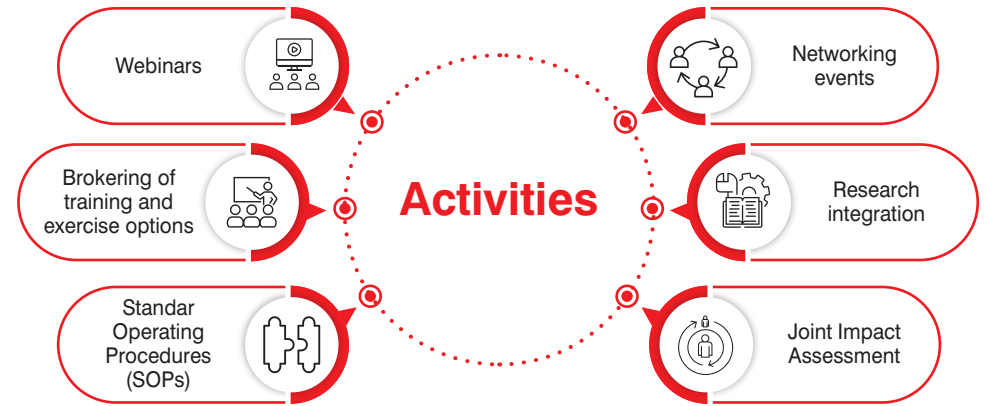 Webinars
Brokering of
training and
exercise options
Standar
Operating
Procedures
(SOPs)
Activities
Networking
events
Research
integration
Joint Impact
Assessment